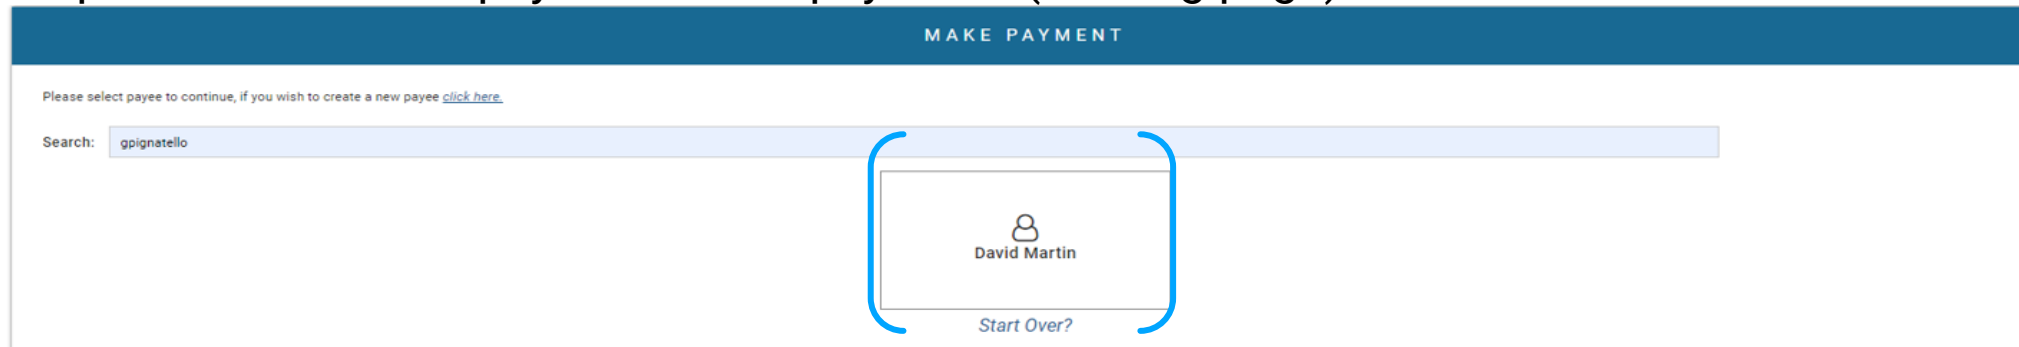 MAKE PAYMENT
Please select payee to continue, if you wish to create a new payee click here.
Search: gpignatello
David Martin
Start Over?